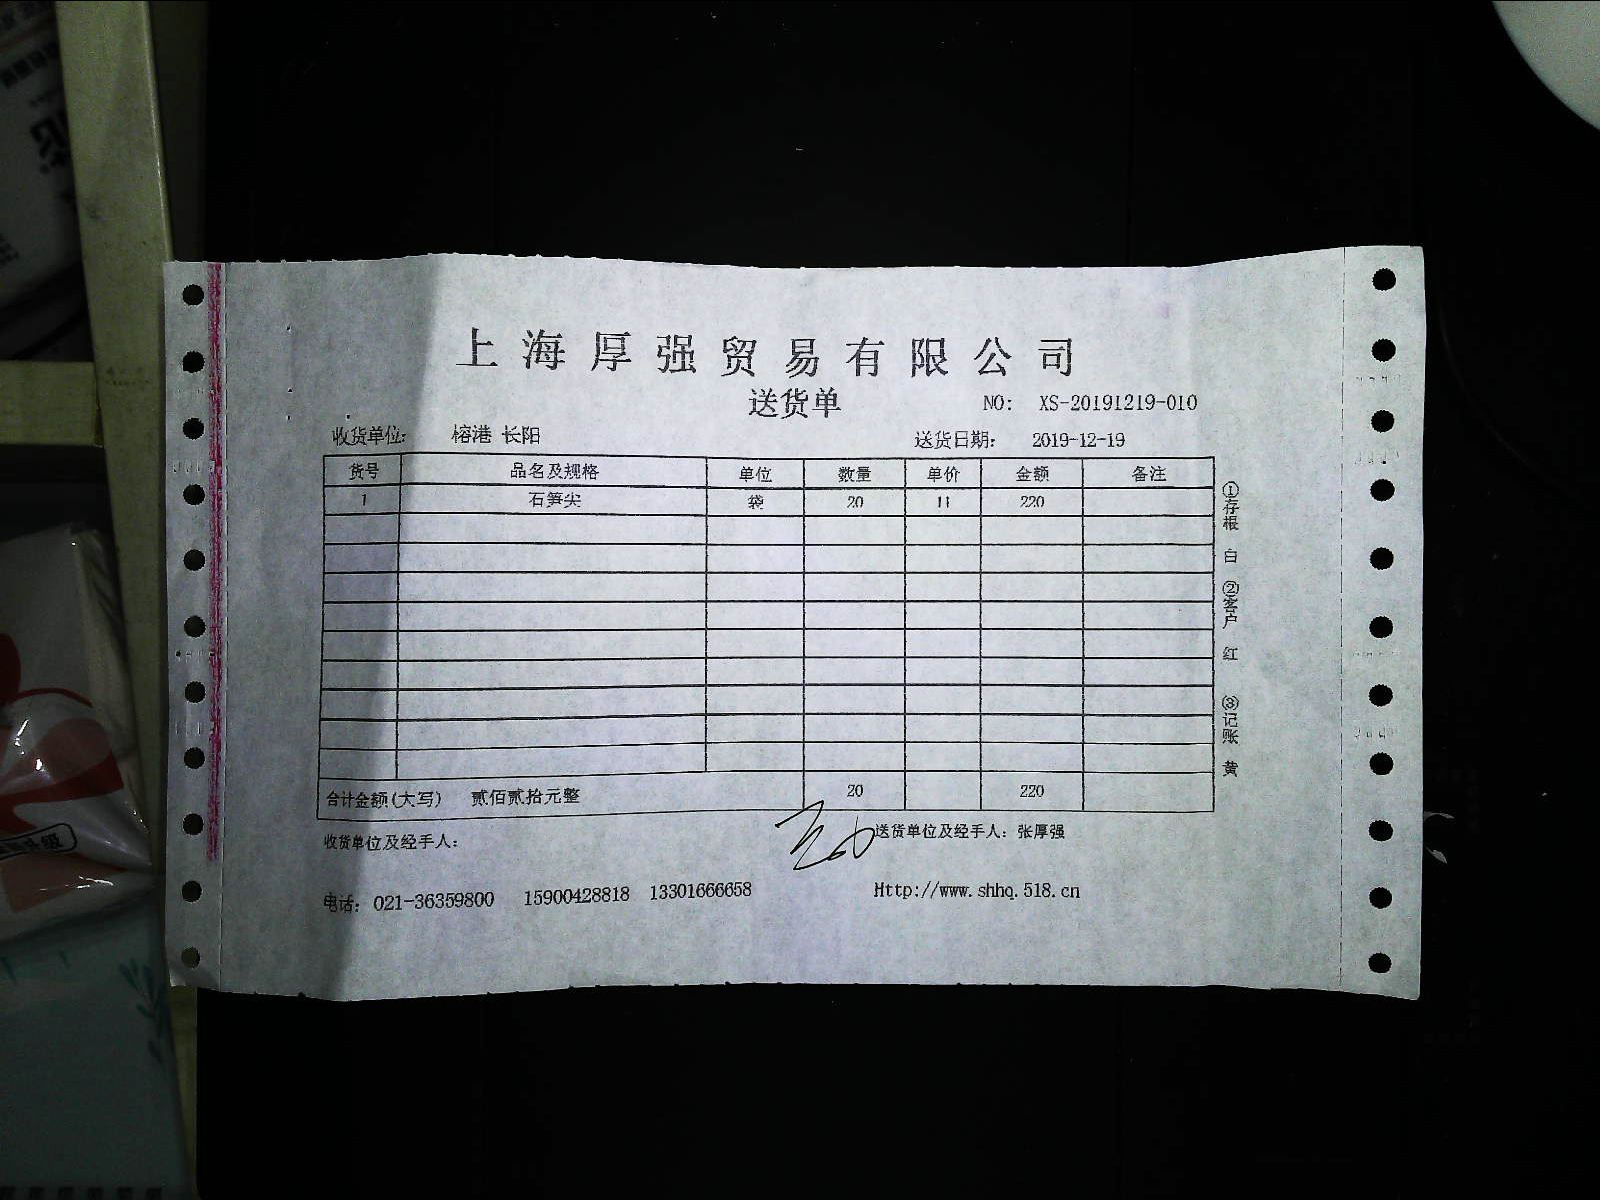 上海厚强贸易有限公司
送货单 NO: XS-20191219-010
收货单位: 榕港 长阳 送货日期: 2019-12-19
货号 品名及规格 单位 数量 单价 金额 备注
1 石笋尖 袋 20 11 220
合计金额(大写) 贰佰贰拾元整 20 220
收货单位及经手人: 送货单位及经手人: 张厚强
电话: 021-36359800 15900428818 13301666658 Http://www.shhq.518.cn
①存根 白 ②客户 红 ③记账 黄